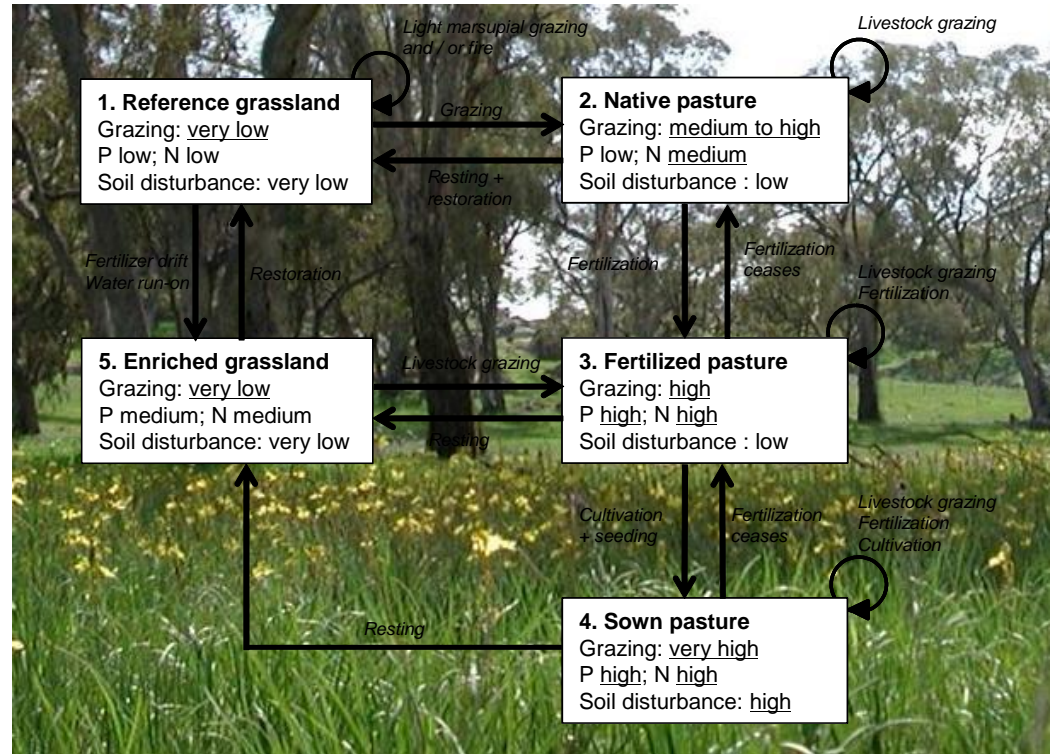 Light marsupial grazing
and / or fire
Livestock grazing
1. Reference grassland
Grazing: very low
P low; N low
Soil disturbance: very low
Grazing
2. Native pasture
Grazing: medium to high
P low; N medium
Soil disturbance : low
Resting +
restoration
Fertilizer drift
Water run-on
Restoration
Fertilization
Fertilization
ceases
Livestock grazing
Fertilization
5. Enriched grassland
Grazing: very low
P medium; N medium
Soil disturbance: very low
Livestock grazing
Resting
3. Fertilized pasture
Grazing: high
P high; N high
Soil disturbance : low
Cultivation
+ seeding
Fertilization
ceases
Livestock grazing
Fertilization
Cultivation
Resting
4. Sown pasture
Grazing: very high
P high; N high
Soil disturbance: high